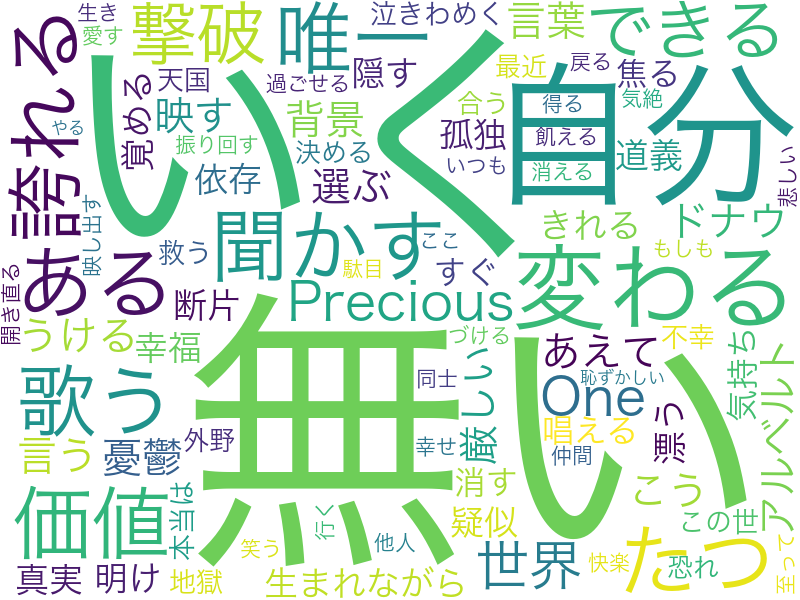 生き
愛す
誇れる
撃破
いく
唯一
泣きわめく
言葉
できる
天国
過ごせる
隠す
最近
戻る
焦る
覚める
映す
背景
孤独
合う
得る
気絶
自分
やる
振り回す
決める
選ぶ
いつも
飢える
消える
道義
悲しい
依存
聞かす
きれる
ドナウ
映し出す
ある
救う
ここ
駄目
すぐ
変わる
もしも
開き直る
断片
Precious
うける
幸福
無い
づける
あえて
不幸
気持ち
アルベルト
歌う
同士
厳しい
One
恥ずかしい
漂う
言う
憂鬱
外野
幸せ
唱える
仲間
価値
本当は
消す
こう
この世
行く
疑似
真実
明け
地獄
笑う
他人
生まれながら
世界
快楽
たつ
恐れ
至って